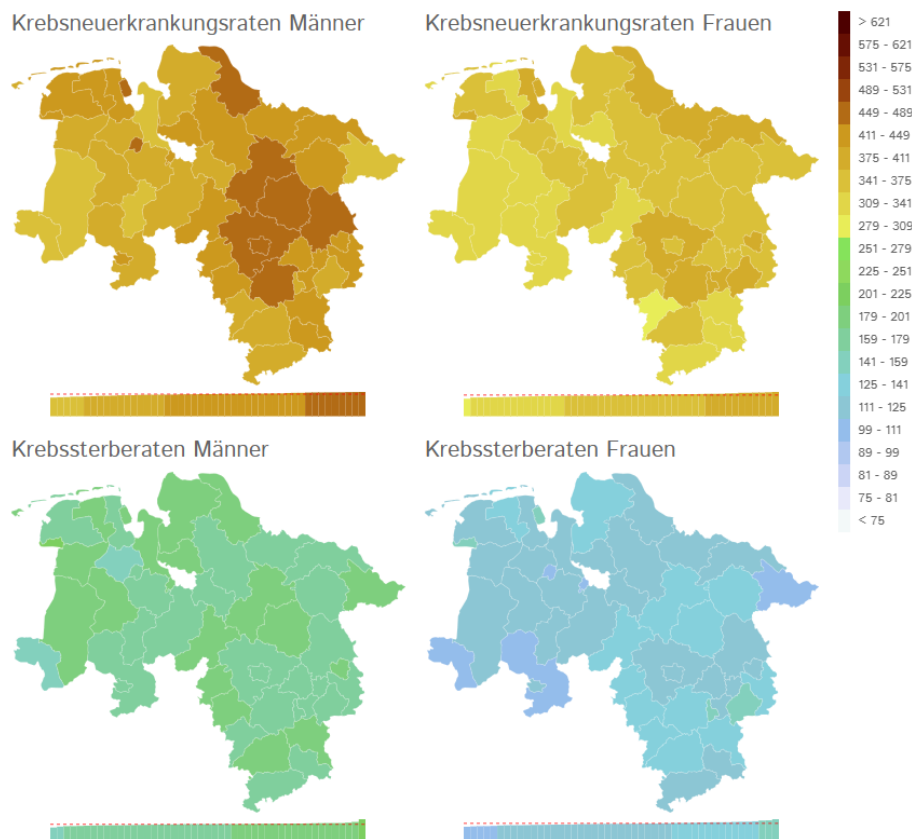 Krebsneuerkrankungsraten Männer
Krebsneuerkrankungsraten Frauen
> 621
575 - 621
531 - 575
489 - 531
449 - 489
411 - 449
375 - 411
341 - 375
309 - 341
279 - 309
251 - 279
225 - 251
201 - 225
179 - 201
159 - 179
141 - 159
125 - 141
111 - 125
99 - 111
89 - 99
81 - 89
75 - 81
< 75
Krebssterberaten Männer
Krebssterberaten Frauen